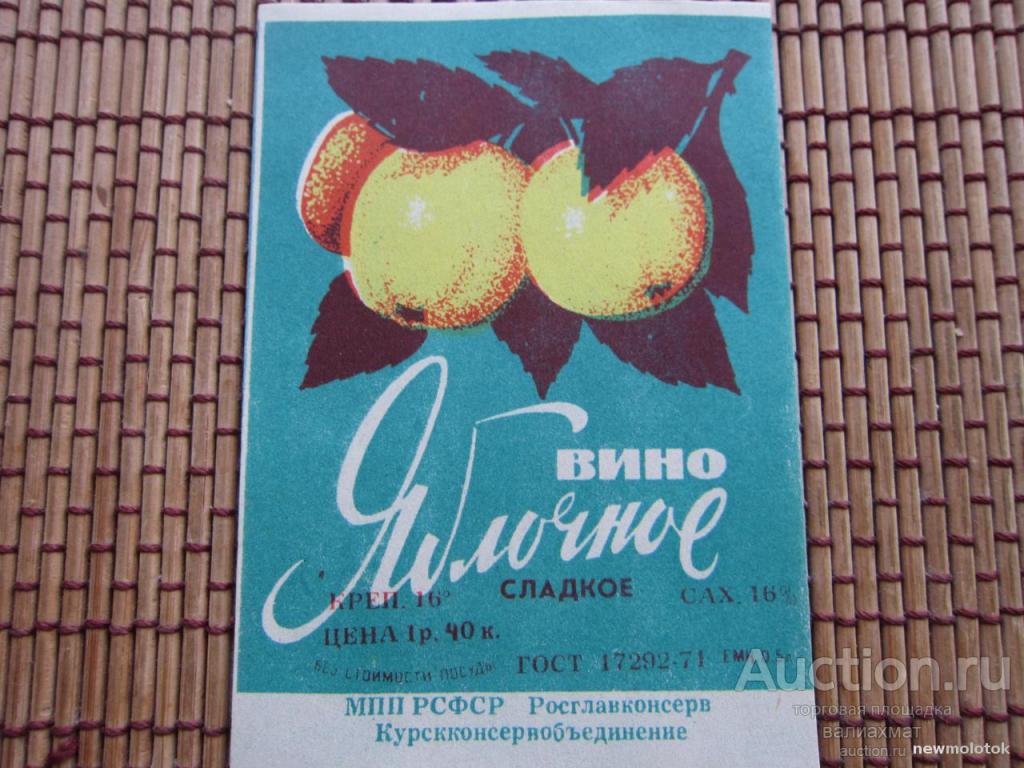 ВИНО
Яблочное
СЛАДКОЕ
КРЕП. 16° САХ. 16%
ЦЕНА 1р. 40 к.
БЕЗ СТОИМОСТИ ПОСУДЫ ГОСТ 17292-71
МПП РСФСР Росглавконсерв
Курскконсервобъединение
Auction.ru
торговая площадка
валиахмат
auction.ru newmolotok